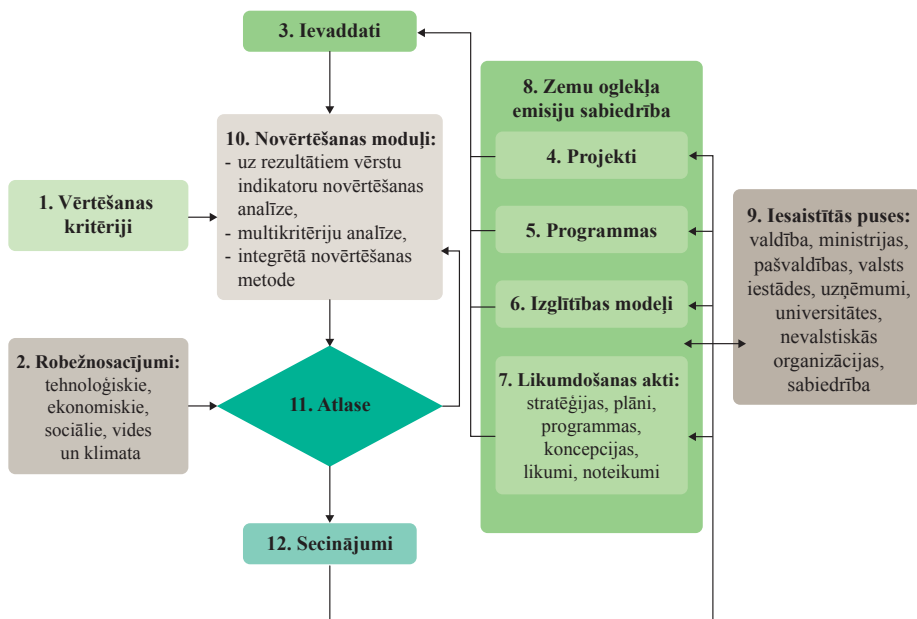 3. Ievaddati
10. Novērtēšanas moduļi:
- uz rezultātiem vērstu
indikatoru novērtēšanas
analīze,
- multikritēriju analīze,
- integrētā novērtēšanas
metode
1. Vērtēšanas
kritēriji
2. Robežnosacījumi:
tehnoloģiskie,
ekonomiskie,
sociālie, vides
un klimata
11. Atlase
12. Secinājumi
8. Zemu oglekļa
emisiju sabiedrība
4. Projekti
5. Programmas
6. Izglītības modeļi
7. Likumdošanas akti:
stratēģijas, plāni,
programmas,
koncepcijas,
likumi, noteikumi
9. Iesaistītās puses:
valdība, ministrijas,
pašvaldības, valsts
iestādes, uzņēmumi,
universitātes,
nevalstiskās
organizācijas,
sabiedrība